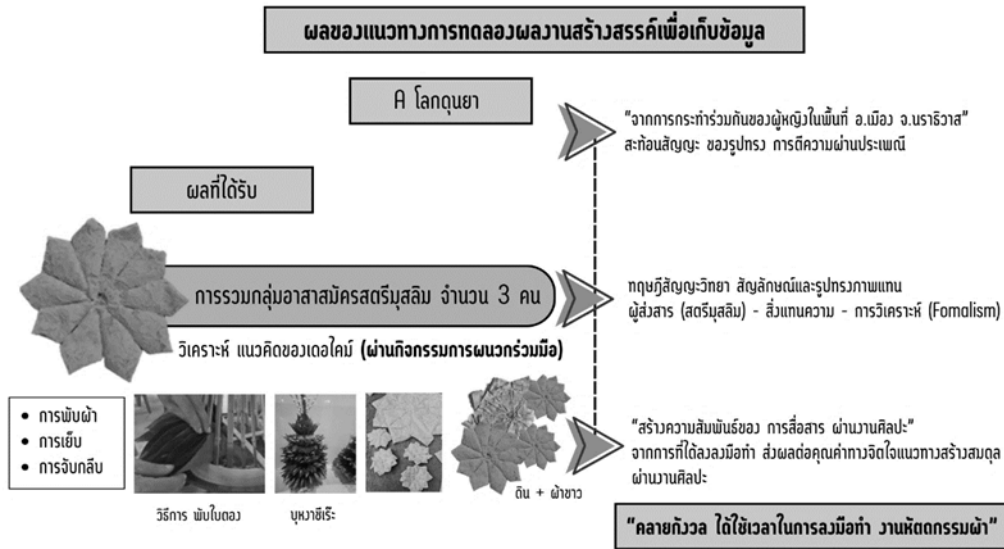 ผลของแนวทางการทดลองผลงานสร้างสรรค์เพื่อเก็บข้อมูล
A โลกดุนยา
"จากการกระทำร่วมกันของผู้หญิงในพื้นที่ อ.เมือง จ.นราธิวาส"
สะท้อนสัญญะ ของรูปทรง การตีความผ่านประเพณี
ผลที่ได้รับ
การรวมกลุ่มอาสาสมัครสตรีมุสลิม จำนวน 3 คน
วิเคราะห์ แนวคิดของเดอไคม์ (ผ่านกิจกรรมการผนวกร่วมมือ)
ทฤษฎีสัญญะวิทยา สัญลักษณ์และรูปทรงภาพแทน
ผู้ส่งสาร (สตรีมุสลิม) - สิ่งแทนความ - การวิเคราะห์ (Fomalism)
• การพับผ้า
• การเย็บ
• การจับกลีบ
วิธีการ พับใบตอง
บุหงาซีเร๊ะ
ดิน + ผ้าขาว
"สร้างความสัมพันธ์ของ การสื่อสาร ผ่านงานศิลปะ"
จากการที่ได้ลงลงมือทำ ส่งผลต่อคุณค่าทางจิตใจแนวทางสร้างสมดุล
ผ่านงานศิลปะ
"คลายกังวล ได้ใช้เวลาในการลงมือทำ งานหัตถกรรมผ้า"